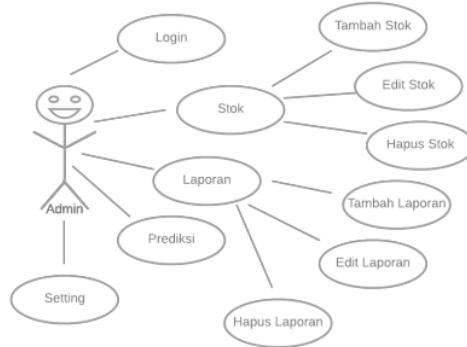 Login
Tambah Stok
Edit Stok
Stok
Hapus Stok
Laporan
Tambah Laporan
Admin
Prediksi
Edit Laporan
Setting
Hapus Laporan